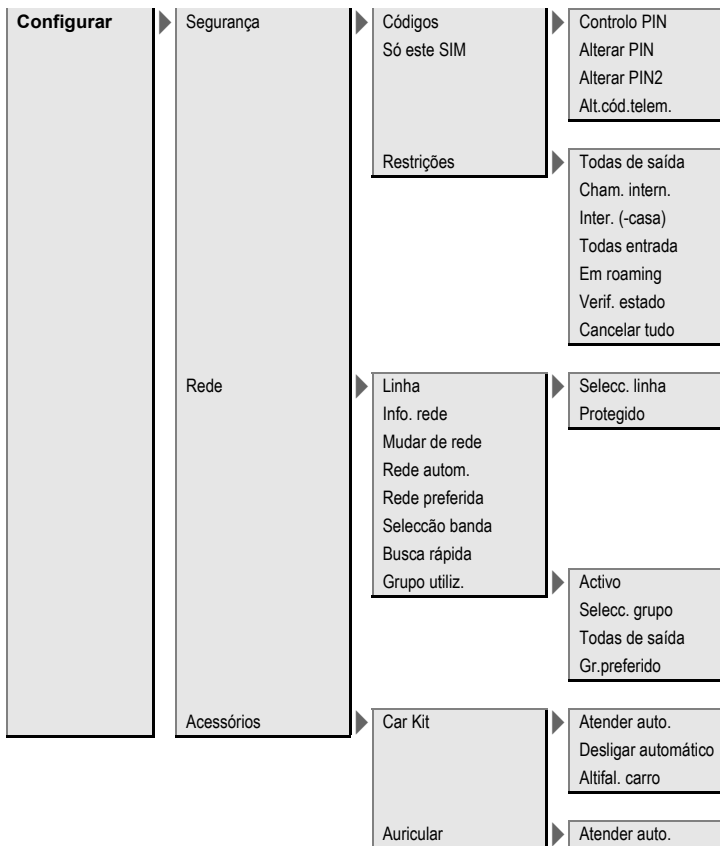 Configurar
Segurança
Códigos
Controlo PIN
Só este SIM
Alterar PIN
Alterar PIN2
Alt.cód.telem.
Restrições
Todas de saída
Cham. intern.
Inter. (-casa)
Todas entrada
Em roaming
Verif. estado
Cancelar tudo
Rede
Linha
Selecc. linha
Info. rede
Protegido
Mudar de rede
Rede autom.
Rede preferida
Seleccão banda
Busca rápida
Grupo utiliz.
Activo
Selecc. grupo
Todas de saída
Gr.preferido
Acessórios
Car Kit
Atender auto.
Desligar automático
Altifal. carro
Auricular
Atender auto.